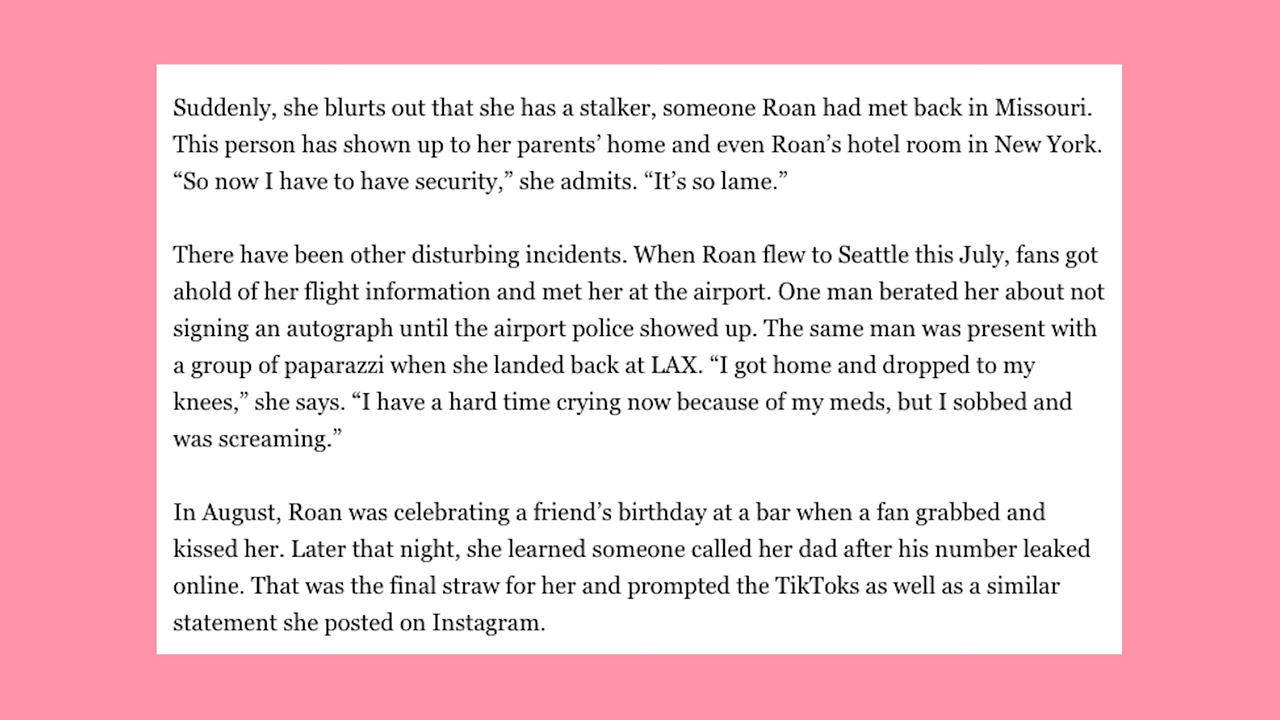 Suddenly, she blurts out that she has a stalker, someone Roan had met back in Missouri.
This person has shown up to her parents’ home and even Roan’s hotel room in New York.
“So now I have to have security,” she admits. “It’s so lame.”
There have been other disturbing incidents. When Roan flew to Seattle this July, fans got
ahold of her flight information and met her at the airport. One man berated her about not
signing an autograph until the airport police showed up. The same man was present with
a group of paparazzi when she landed back at LAX. “I got home and dropped to my
knees,” she says. “I have a hard time crying now because of my meds, but I sobbed and
was screaming.”
In August, Roan was celebrating a friend’s birthday at a bar when a fan grabbed and
kissed her. Later that night, she learned someone called her dad after his number leaked
online. That was the final straw for her and prompted the TikToks as well as a similar
statement she posted on Instagram.